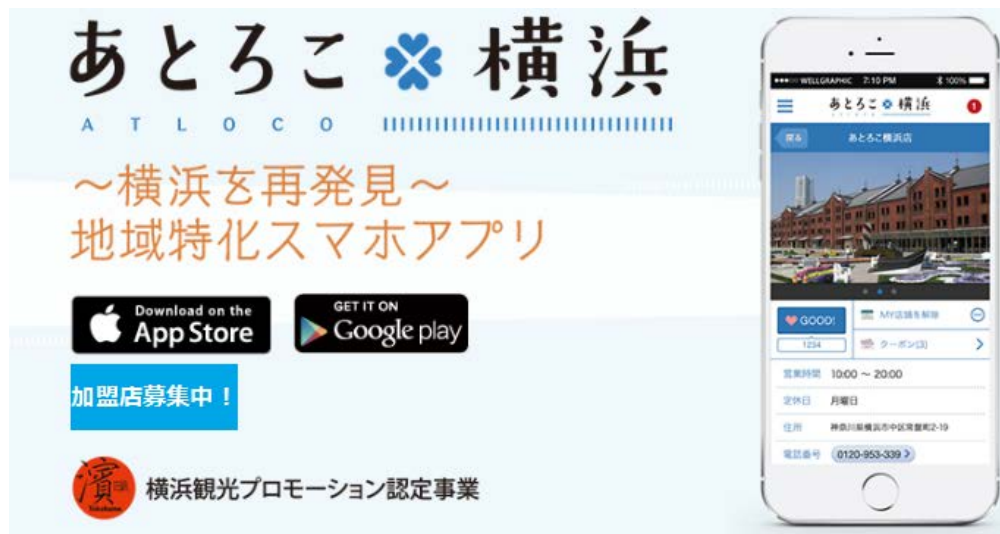 あとろこ 横浜
ATLOCO
～横浜を再発見～
地域特化スマホアプリ
Download on the
App Store
GET IT ON
Google play
加盟店募集中！
濱
Yokohama
横浜観光プロモーション認定事業
WELLGRAPHIC 7:10 PM 100%
あとろこ 横浜
1
戻る
あとろこ横浜店
GOOD!
1234
MY店舗を解除
クーポン(3)
営業時間 10:00 ～ 20:00
定休日 月曜日
住所 神奈川県横浜市中区常盤町2-19
電話番号 0120-953-339